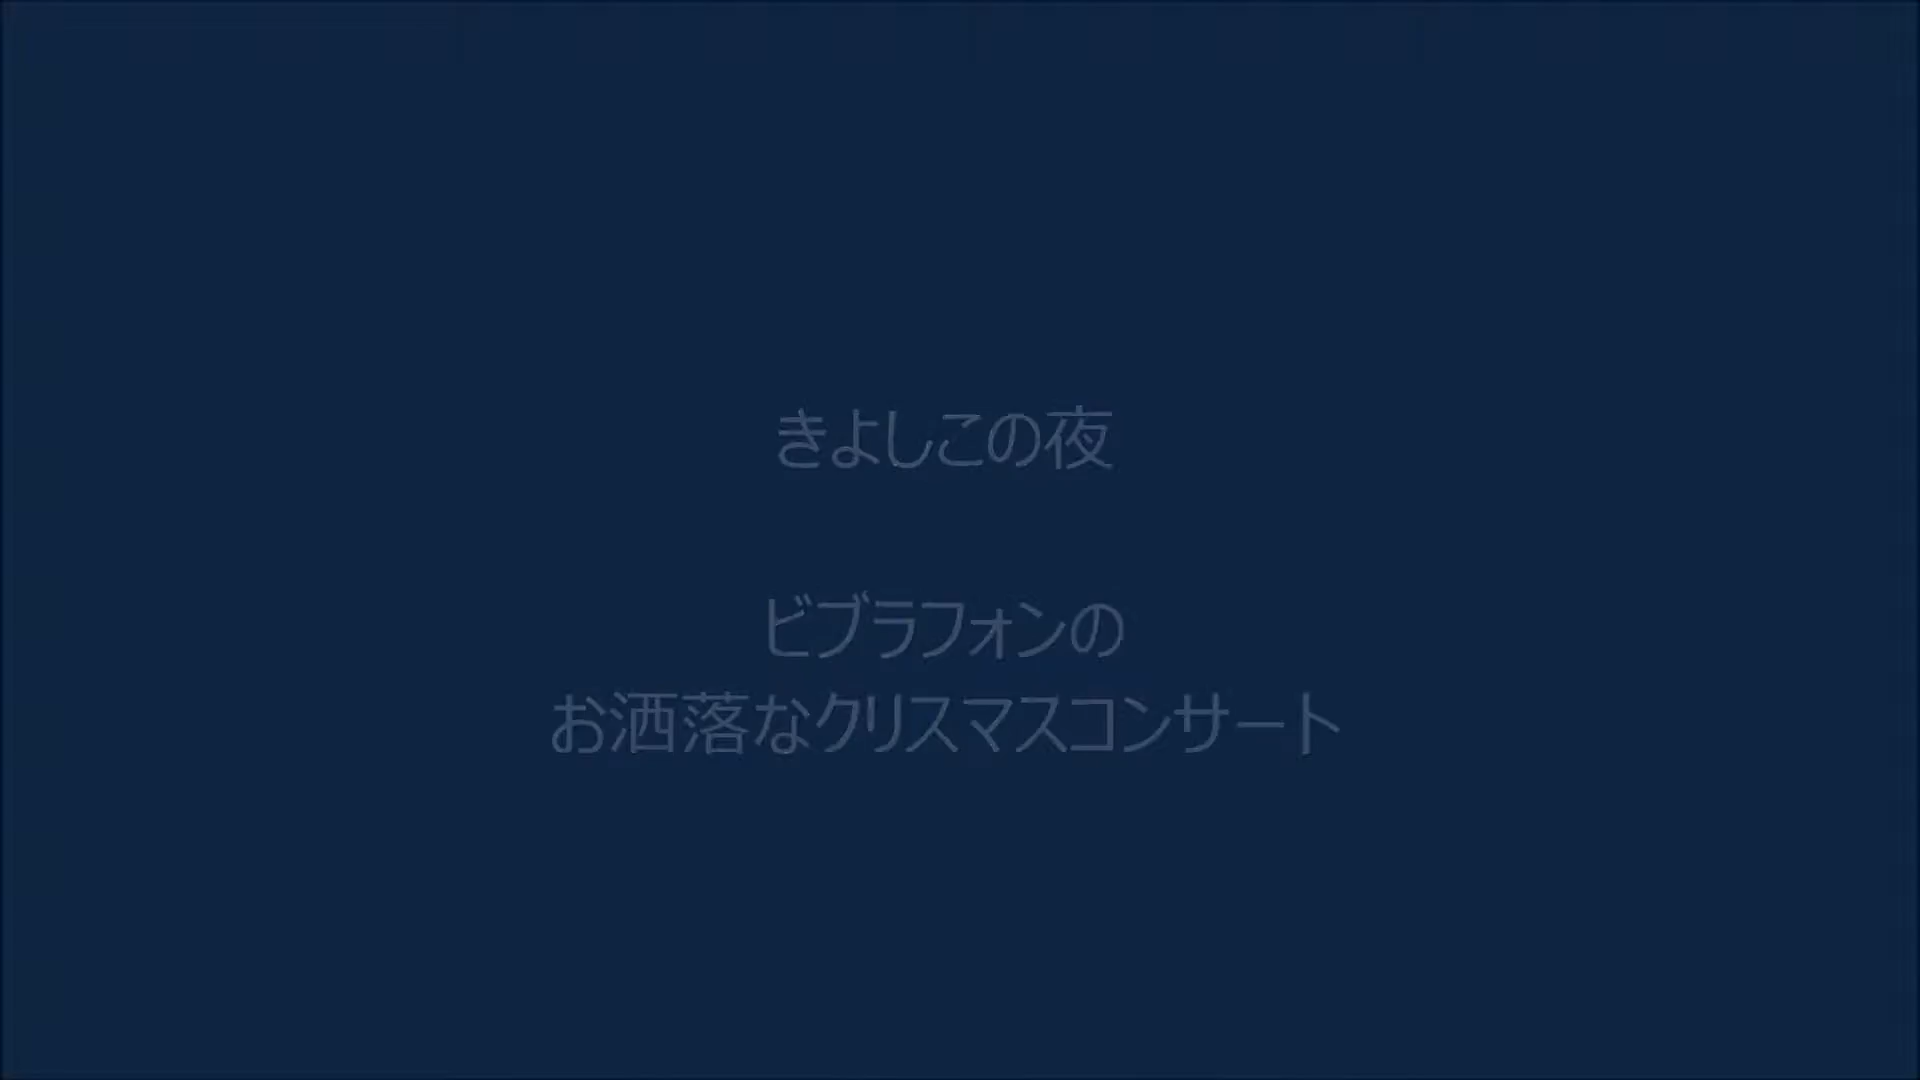 きよしこの夜
ビブラフォンの
お洒落なクリスマスコンサート